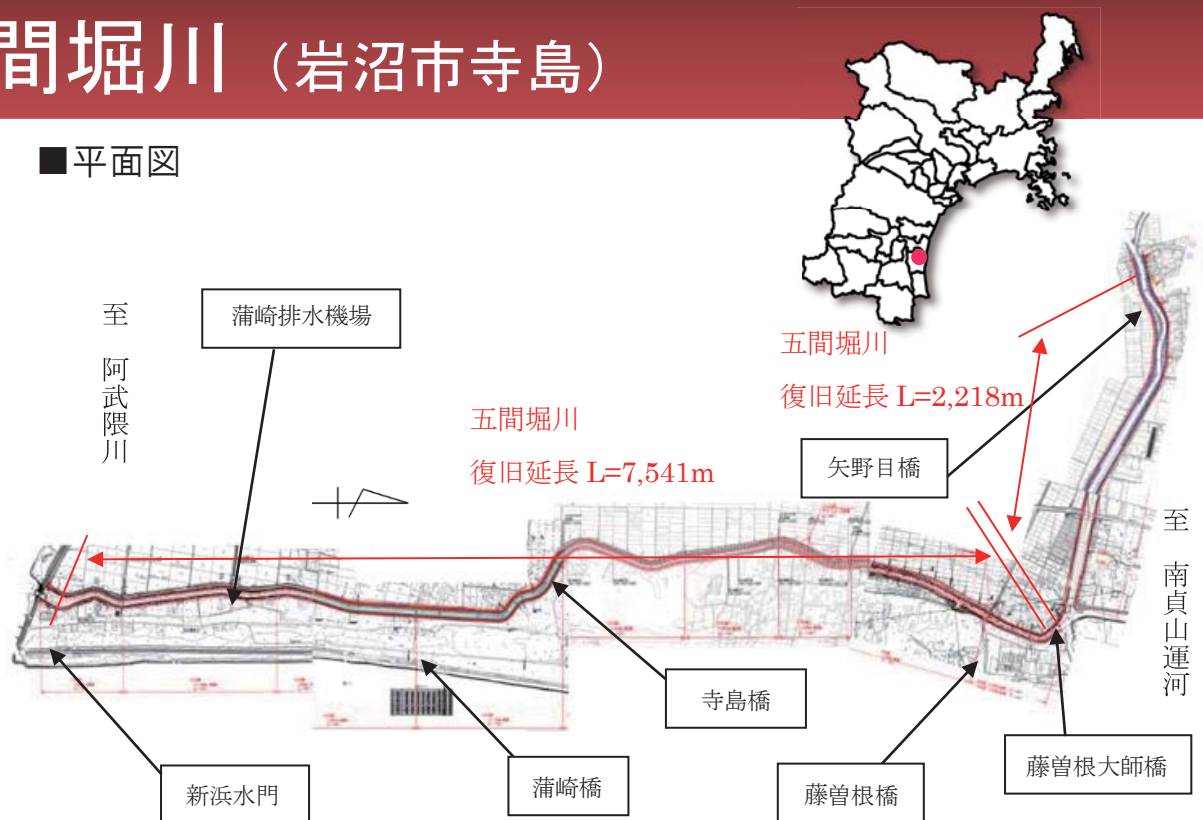 間堀川（岩沼市寺島）
■平面図
至 阿武隈川
蒲崎排水機場
五間堀川
復旧延長 L=7,541m
五間堀川
復旧延長 L=2,218m
矢野目橋
至 南貞山運河
寺島橋
藤曽根大師橋
新浜水門
蒲崎橋
藤曽根橋